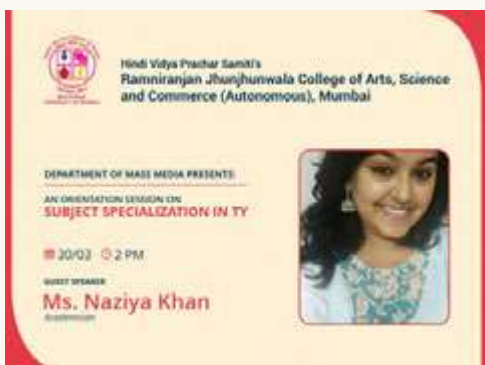 Hindi Vidya Prachar Samiti's
Ramniranjan Jhunjhunwala College of Arts, Science
and Commerce (Autonomous), Mumbai
DEPARTMENT OF MASS MEDIA PRESENTS
AN ORIENTATION SESSION ON
SUBJECT SPECIALIZATION IN TY
20/03 2 PM
GUEST SPEAKER
Ms. Naziya Khan
Academician